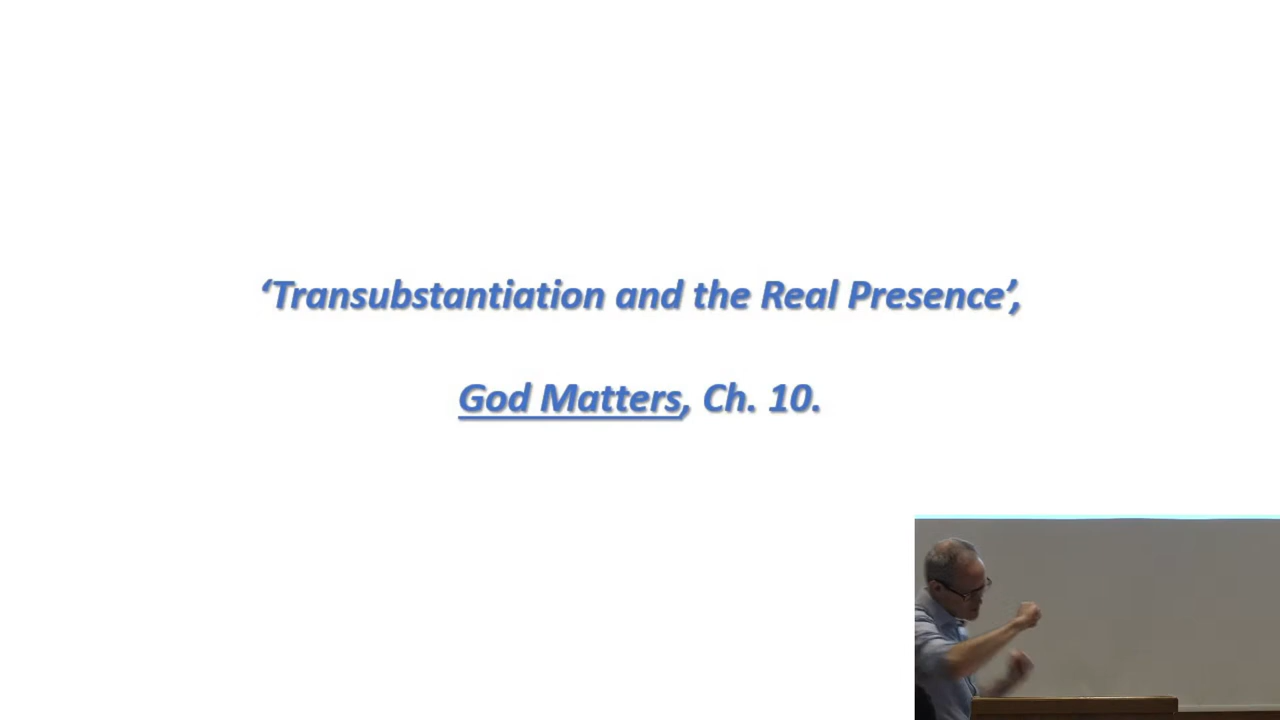 ‘Transubstantiation and the Real Presence’,
God Matters, Ch. 10.